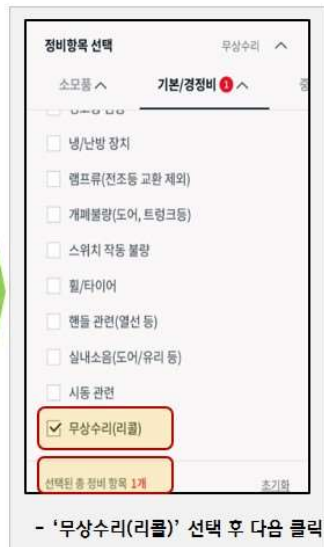 정비항목 선택 무상수리
소모품 기본/경정비 1 중
냉/난방 장치
램프류(전조등 교환 제외)
개폐불량(도어, 트렁크등)
스위치 작동 불량
휠/타이어
핸들 관련(열선 등)
실내소음(도어/유리 등)
시동 관련
무상수리(리콜)
선택된 총 정비 항목 1개 초기화
- ‘무상수리(리콜)’ 선택 후 다음 클릭